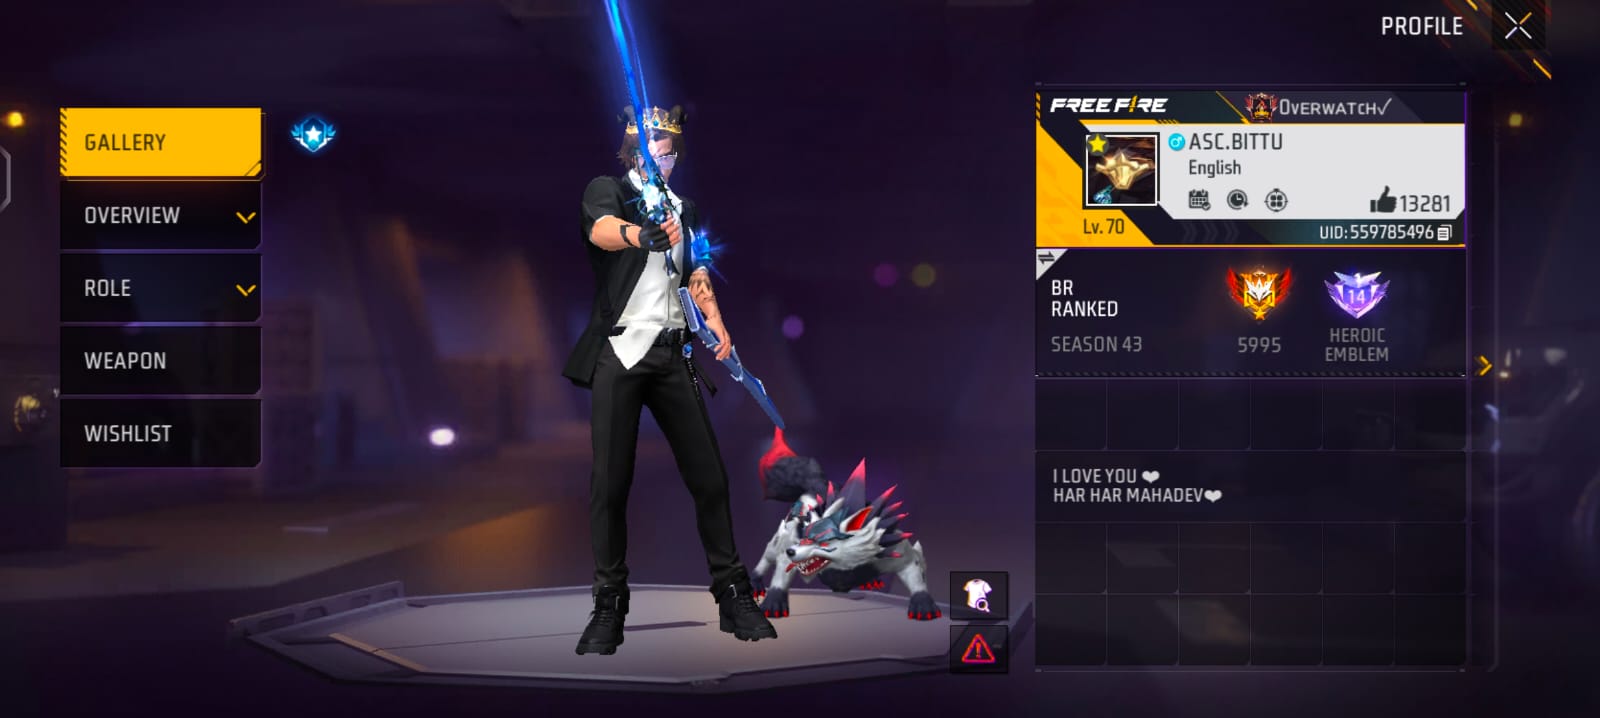 PROFILE
GALLERY
OVERVIEW
ROLE
WEAPON
WISHLIST
FREE FIRE
OVERWATCH✓
ASC.BITTU
English
13281
Lv. 70
UID:559785496
BR
RANKED
SEASON 43
5995
14
HEROIC
EMBLEM
I LOVE YOU ❤
HAR HAR MAHADEV❤